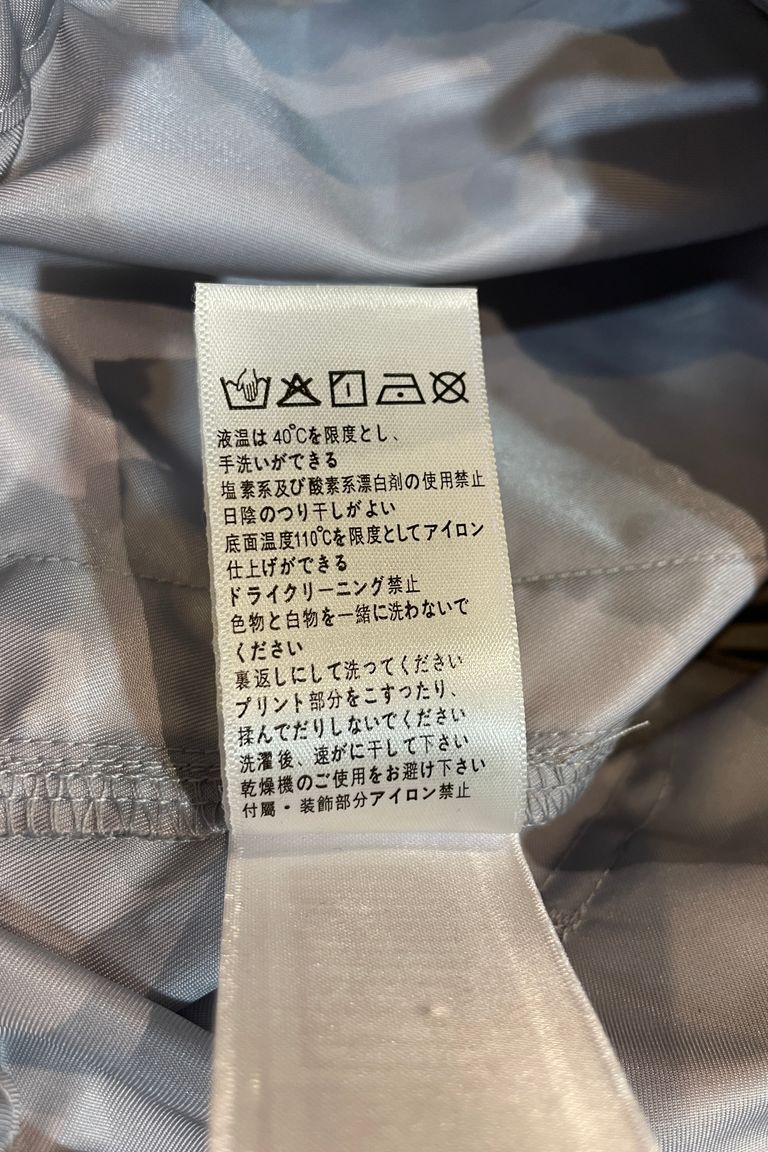 液温は 40℃を限度とし、
手洗いができる
塩素系及び酸素系漂白剤の使用禁止
日陰のつり干しがよい
底面温度110℃を限度としてアイロン
仕上げができる
ドライクリーニング禁止
色物と白物を一緒に洗わないで
ください
裏返しにして洗ってください
プリント部分をこすつたり、
揉んでだりしないでください
洗濯後、速がに干して下さい
乾燥機のご使用をお避け下さい
付屬・装飾部分アイロン禁止